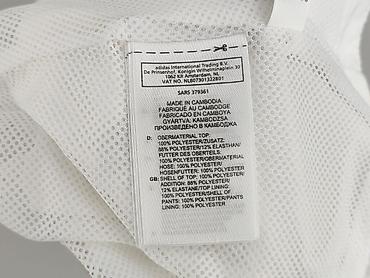 adidas International Trading B.V.
De Prinsenhof, Koningin Wilhelminaplein 30
1062 KR Amsterdam, NL
VAT NO. NL807301322B01
SARS 379361
MADE IN CAMBODIA
FABRIQUÉ AU CAMBODGE
FABRICADO EN CAMBOYA
GYÁRTVA: KAMBODZSA
ПРОИЗВЕДЕНО В КАМБОДЖА
D: OBERMATERIAL TOP:
100% POLYESTER/ZUSATZ:
88% POLYESTER/12% ELASTHAN/
FUTTER DES OBERTEILS:
100% POLYESTER/OBERMATERIAL
HOSE: 100% POLYESTER/
HOSENFUTTER: 100% POLYESTER
GB: SHELL OF TOP: 100% POLYESTER/
ADDITION: 88% POLYESTER/
12% ELASTANE/TOP LINING:
100% POLYESTER/SHELL OF
PANTS: 100% POLYESTER/PANTS
LINING: 100% POLYESTER